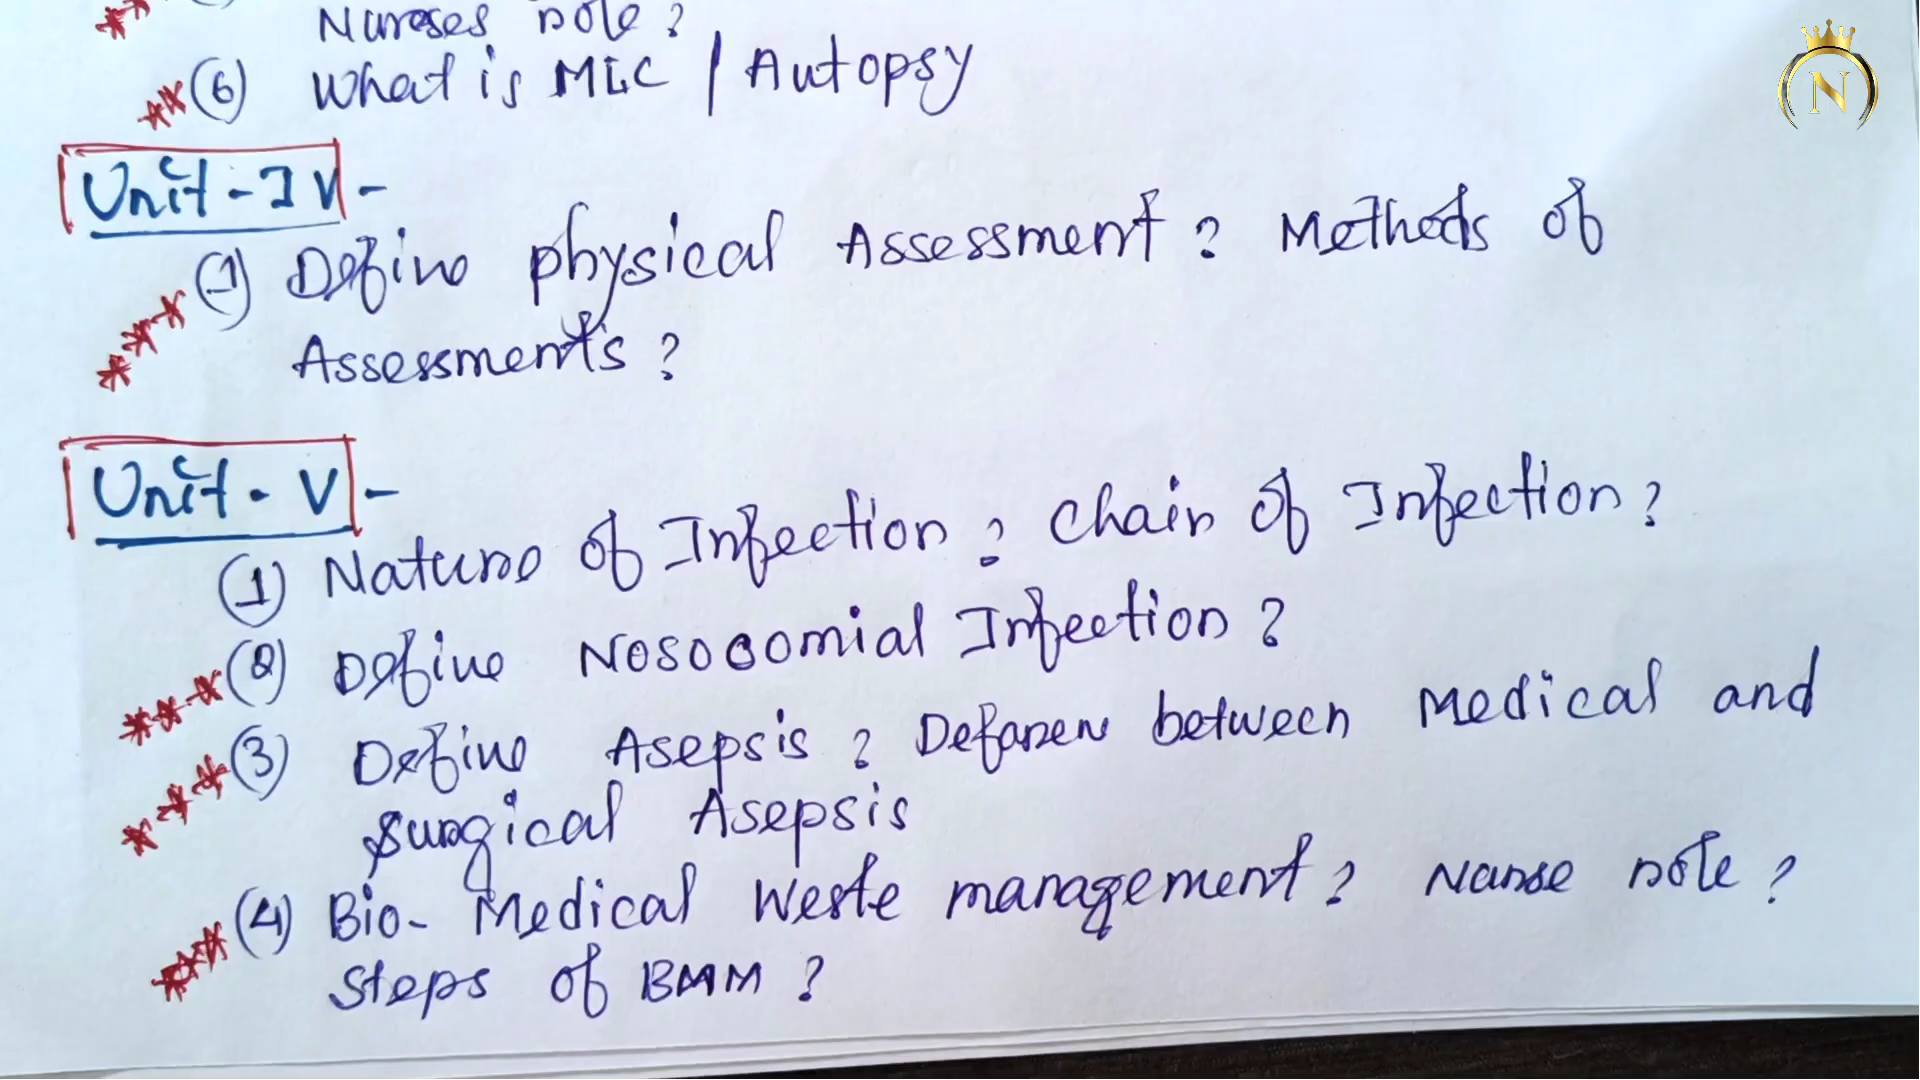 Nurses role?
** (6) What is MLC / Autopsy
Unit - IV -
*** (1) Define physical Assessment? Methods of
Assessments?
Unit - V -
(1) Nature of Infection? Chain of Infection?
*** (2) Define Nosocomial Infection?
*** (3) Define Asepsis? between Medical and
Surgical Asepsis
*** (4) Bio-Medical Weste management? Nurse role?
Steps of BMM?
N